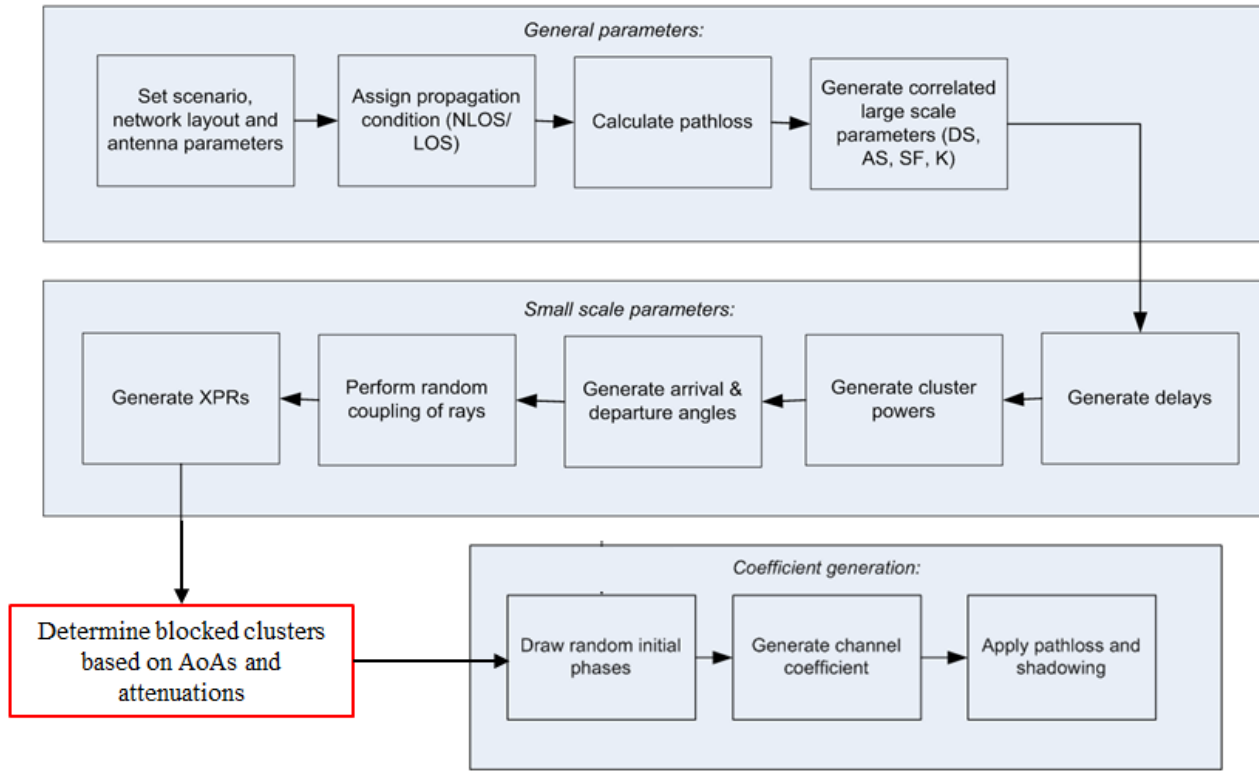 General parameters:
Set scenario,
network layout and
antenna parameters
Assign propagation
condition (NLOS/
LOS)
Calculate pathloss
Generate correlated
large scale
parameters (DS,
AS, SF, K)
Small scale parameters:
Generate XPRs
Perform random
coupling of rays
Generate arrival &
departure angles
Generate cluster
powers
Generate delays
Determine blocked clusters
based on AoAs and
attenuations
Coefficient generation:
Draw random initial
phases
Generate channel
coefficient
Apply pathloss and
shadowing